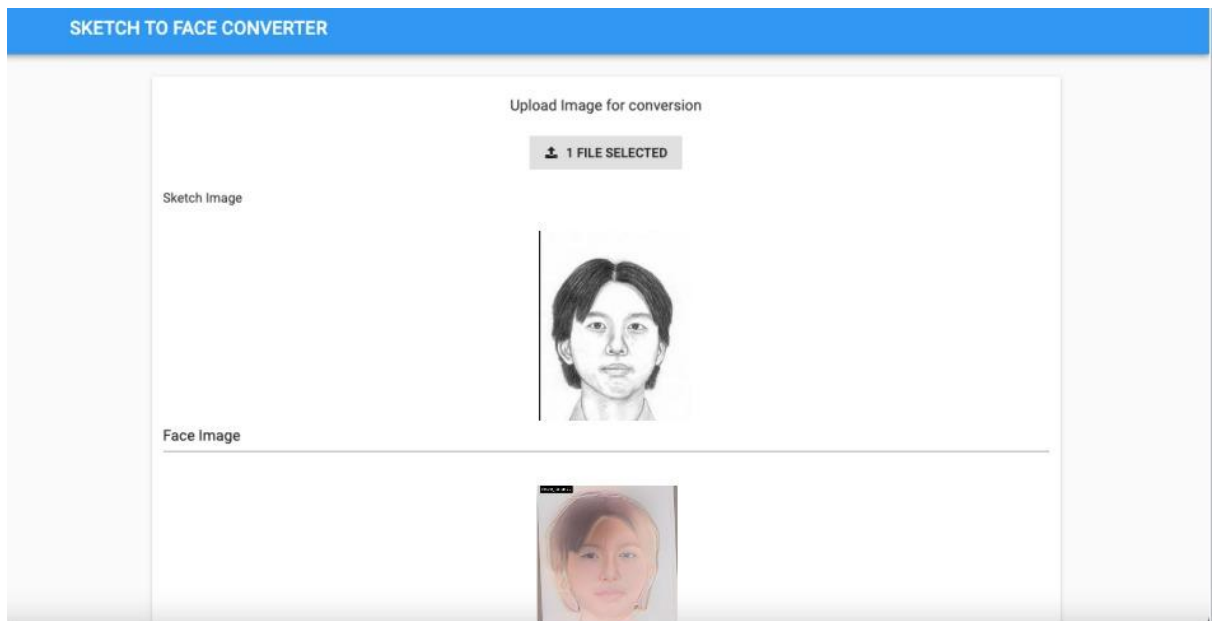 SKETCH TO FACE CONVERTER
Upload Image for conversion
1 FILE SELECTED
Sketch Image
Face Image